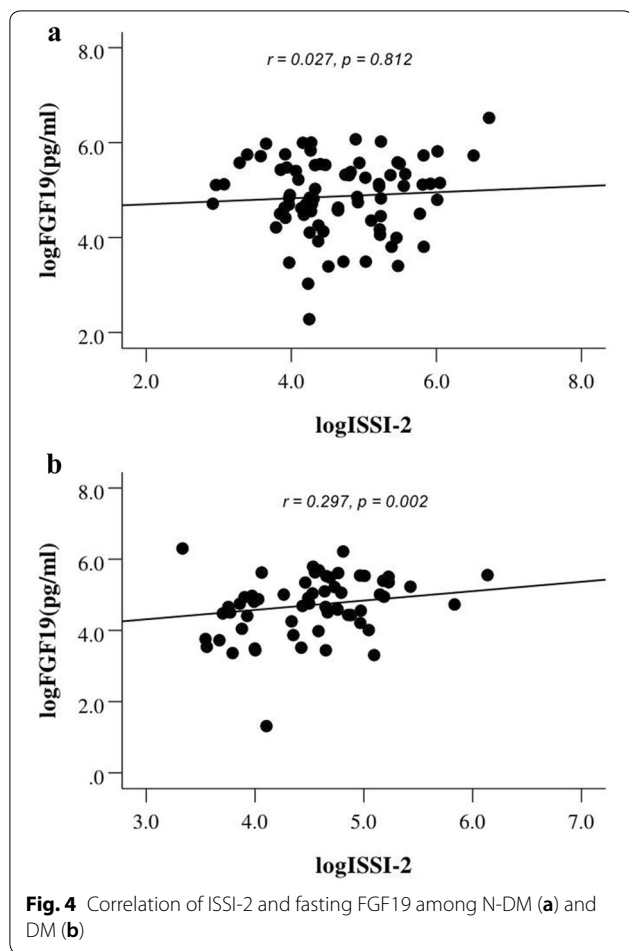 a
8.0
r = 0.027, p = 0.812
6.0
logFGF19(pg/ml)
4.0
2.0
2.0 4.0 6.0 8.0
logISSI-2
b
8.0
r = 0.297, p = 0.002
6.0
logFGF19(pg/ml)
4.0
2.0
.0
3.0 4.0 5.0 6.0 7.0
logISSI-2
Fig. 4 Correlation of ISSI-2 and fasting FGF19 among N-DM (a) and
DM (b)